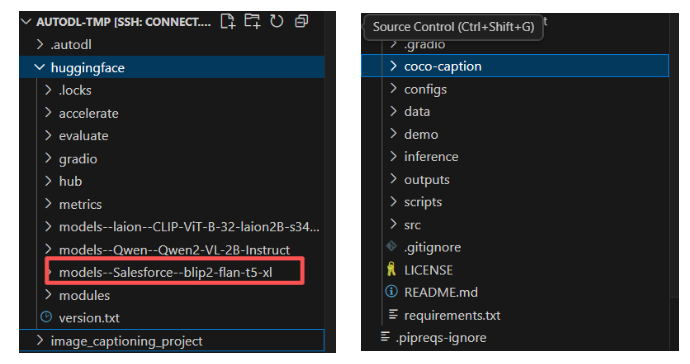 AUTODL-TMP [SSH: CONNECT....
.autodl
huggingface
.locks
accelerate
evaluate
gradio
hub
metrics
models--laion--CLIP-ViT-B-32-laion2B-s34...
models--Qwen--Qwen2-VL-2B-Instruct
models--Salesforce--blip2-flan-t5-xl
modules
version.txt
image_captioning_project
Source Control (Ctrl+Shift+G)
.gradio
coco-caption
configs
data
demo
inference
outputs
scripts
src
.gitignore
LICENSE
README.md
requirements.txt
.pipreqs-ignore